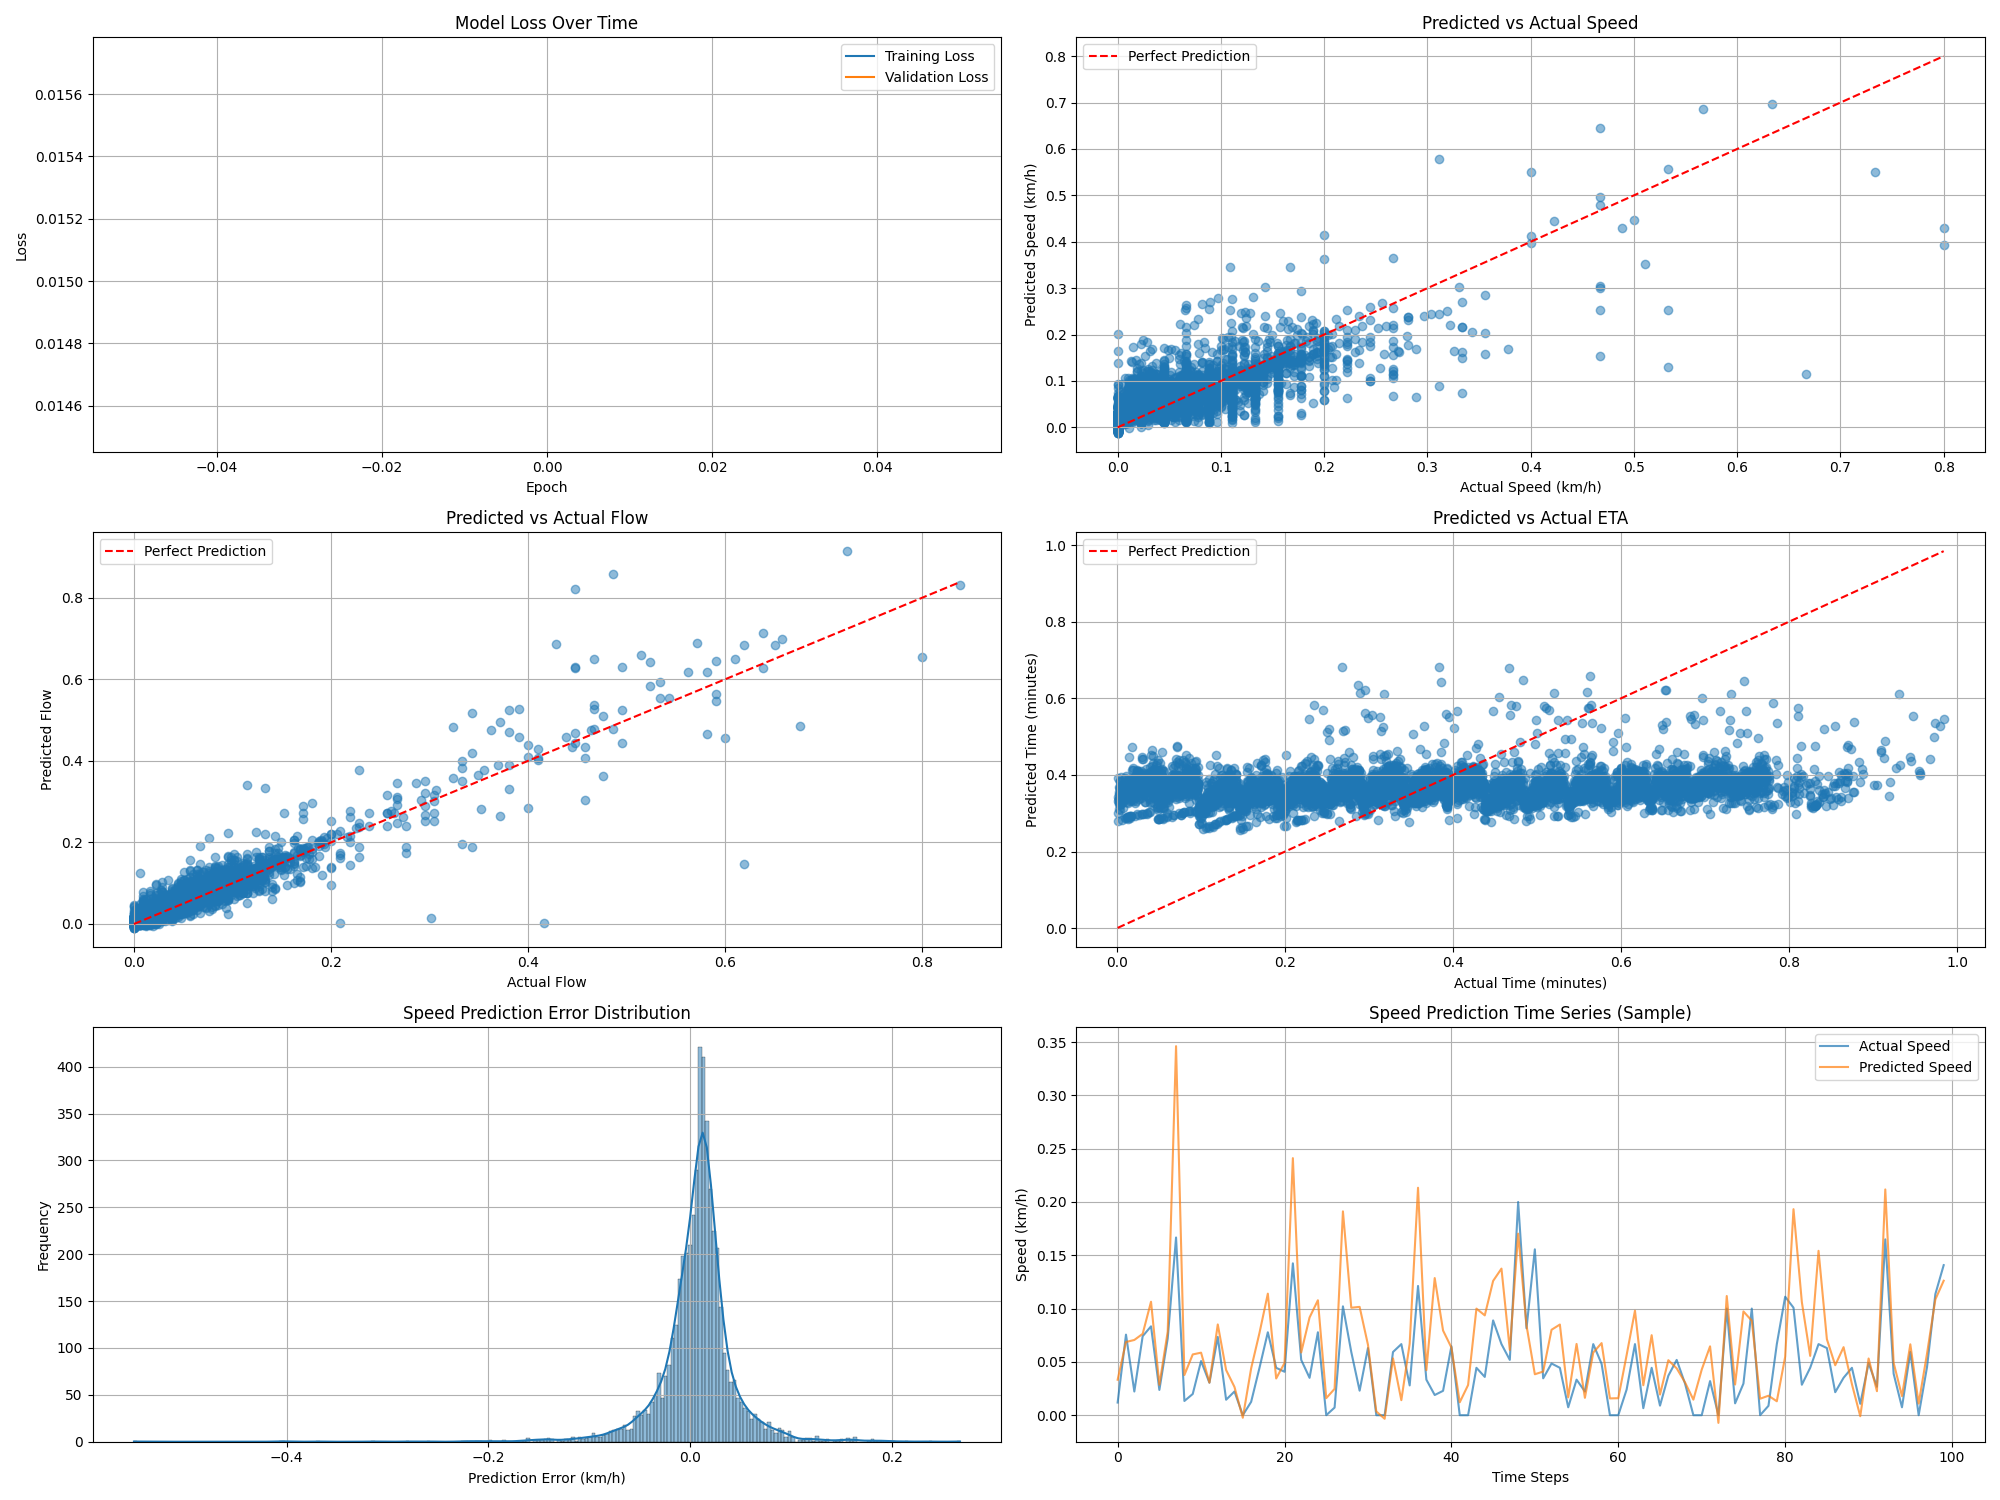 Model Loss Over Time
Training Loss
Validation Loss
0.0156
0.0154
0.0152
0.0150
0.0148
0.0146
Loss
−0.04 −0.02 0.00 0.02 0.04
Epoch
Predicted vs Actual Speed
Perfect Prediction
0.8
0.7
0.6
0.5
0.4
0.3
0.2
0.1
0.0
Predicted Speed (km/h)
0.0 0.1 0.2 0.3 0.4 0.5 0.6 0.7 0.8
Actual Speed (km/h)
Predicted vs Actual Flow
Perfect Prediction
0.8
0.6
0.4
0.2
0.0
Predicted Flow
0.0 0.2 0.4 0.6 0.8
Actual Flow
Predicted vs Actual ETA
Perfect Prediction
1.0
0.8
0.6
0.4
0.2
0.0
Predicted Time (minutes)
0.0 0.2 0.4 0.6 0.8 1.0
Actual Time (minutes)
Speed Prediction Error Distribution
400
350
300
250
200
150
100
50
0
Frequency
−0.4 −0.2 0.0 0.2
Prediction Error (km/h)
Speed Prediction Time Series (Sample)
Actual Speed
Predicted Speed
0.35
0.30
0.25
0.20
0.15
0.10
0.05
0.00
Speed (km/h)
0 20 40 60 80 100
Time Steps